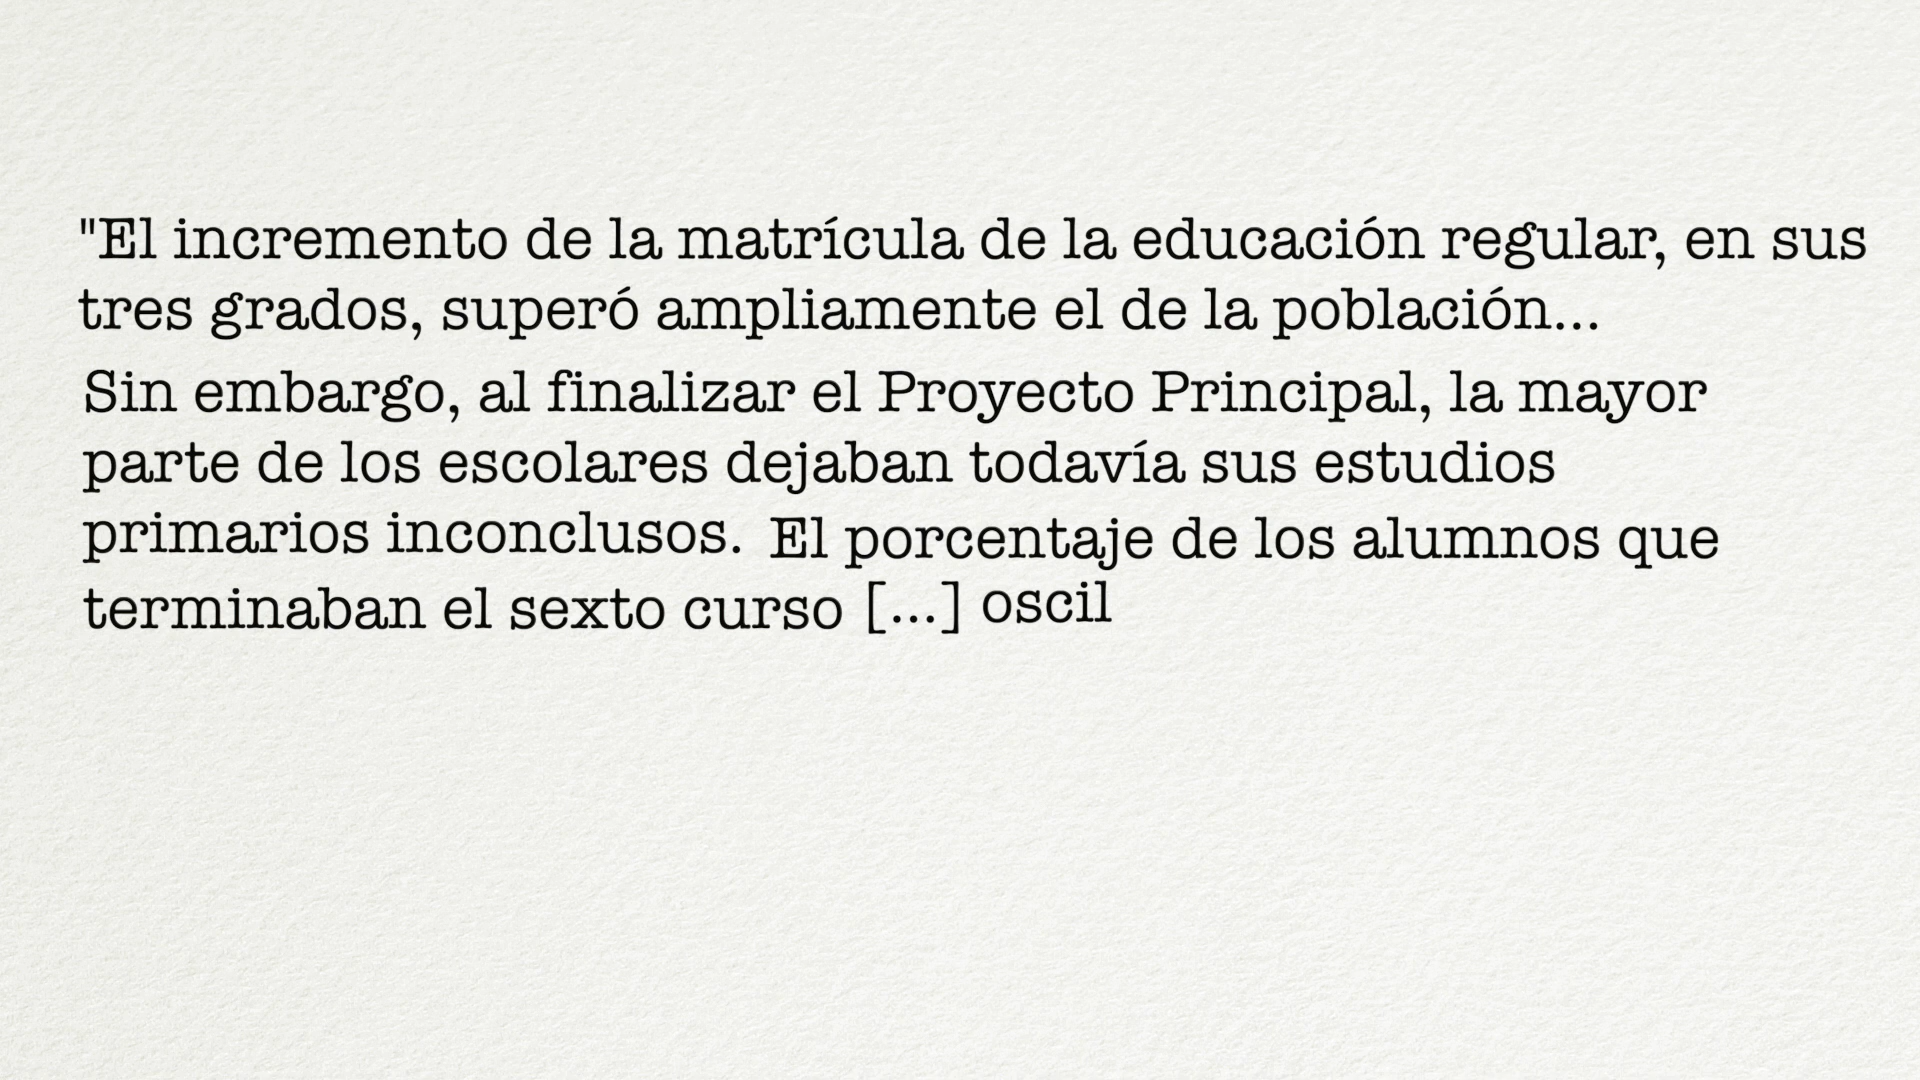 "El incremento de la matrícula de la educación regular, en sus
tres grados, superó ampliamente el de la población...
Sin embargo, al finalizar el Proyecto Principal, la mayor
parte de los escolares dejaban todavía sus estudios
primarios inconclusos. El porcentaje de los alumnos que
terminaban el sexto curso [...] oscil